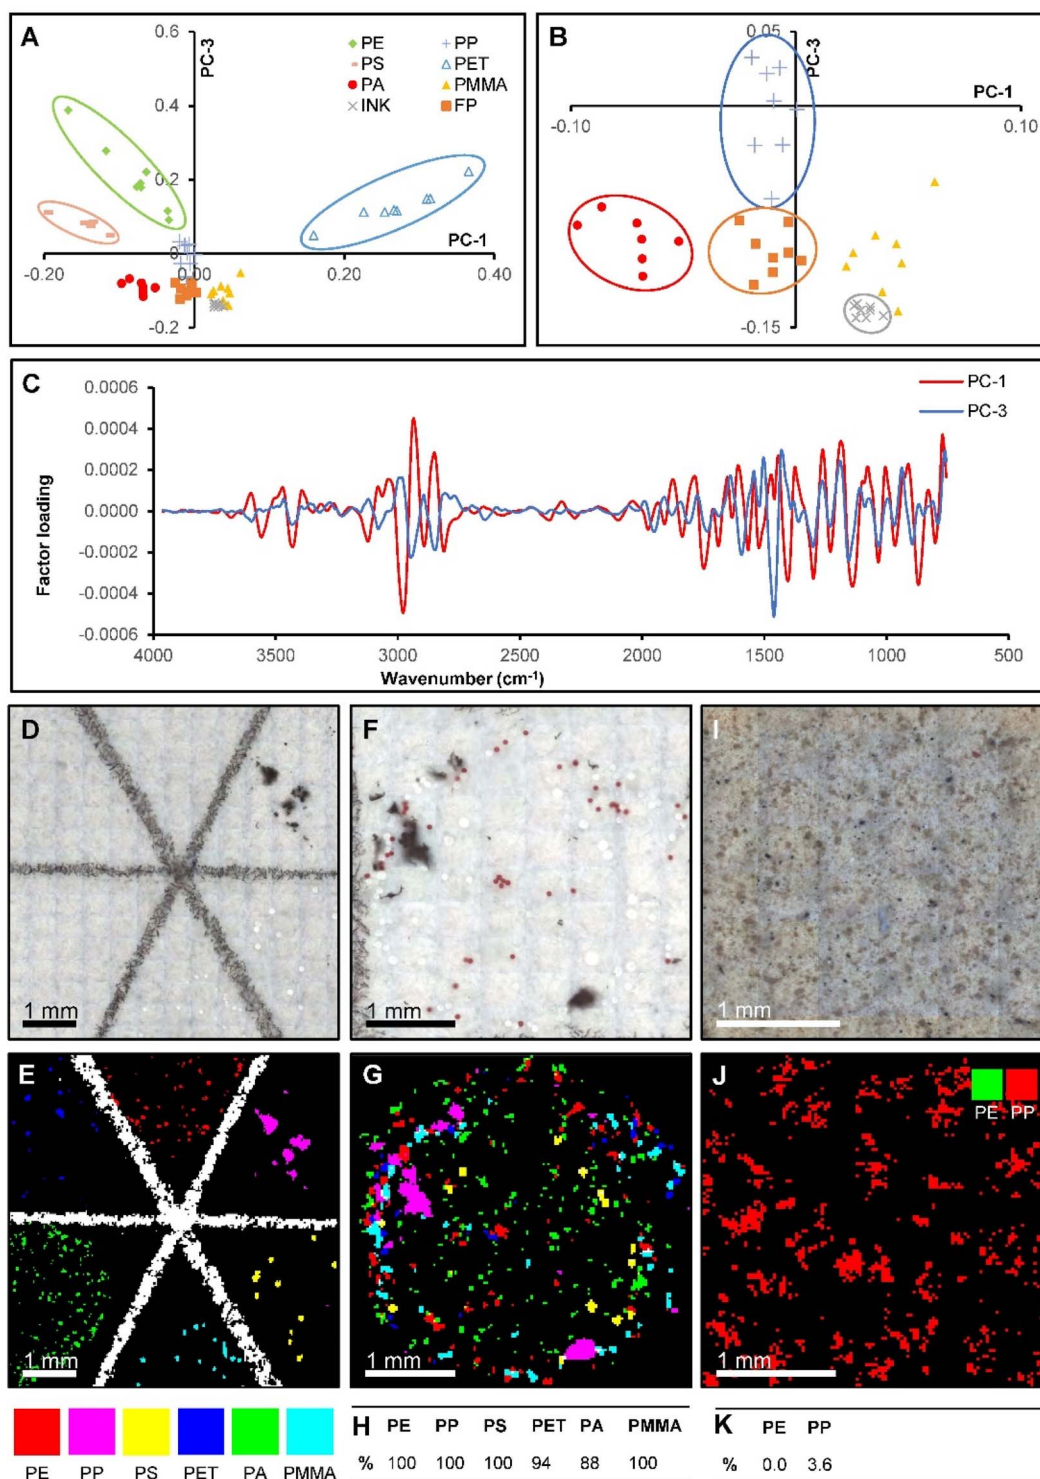 A
0.6
PC-3
PE
PP
PS
PET
PA
PMMA
INK
FP
0.4
0.2
PC-1
0
-0.20
0.00
0.20
0.40
-0.2
B
0.05
PC-3
PC-1
-0.10
0.10
-0.15
C
0.0006
PC-1
0.0004
PC-3
0.0002
0.0000
-0.0002
-0.0004
-0.0006
Factor loading
4000 3500 3000 2500 2000 1500 1000 500
Wavenumber (cm⁻¹)
D
1 mm
F
1 mm
I
1 mm
E
1 mm
G
1 mm
J
PE PP
1 mm
PE PP PS PET PA PMMA
H PE PP PS PET PA PMMA
% 100 100 100 94 88 100
K PE PP
% 0.0 3.6